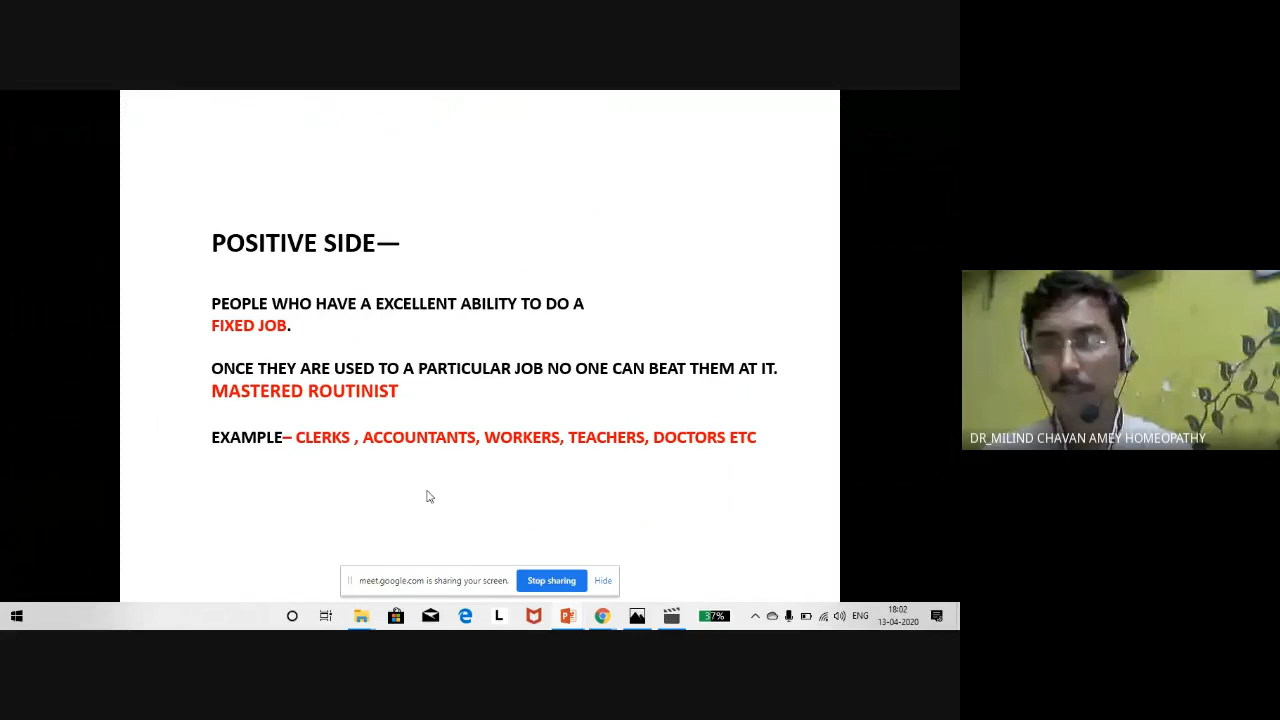 POSITIVE SIDE—
PEOPLE WHO HAVE A EXCELLENT ABILITY TO DO A
FIXED JOB.
ONCE THEY ARE USED TO A PARTICULAR JOB NO ONE CAN BEAT THEM AT IT.
MASTERED ROUTINIST
EXAMPLE– CLERKS , ACCOUNTANTS, WORKERS, TEACHERS, DOCTORS ETC
DR_MILIND CHAVAN AMEY HOMEOPATHY
meet.google.com is sharing your screen. Stop sharing Hide
L 37% ENG 18:02
13-04-2020